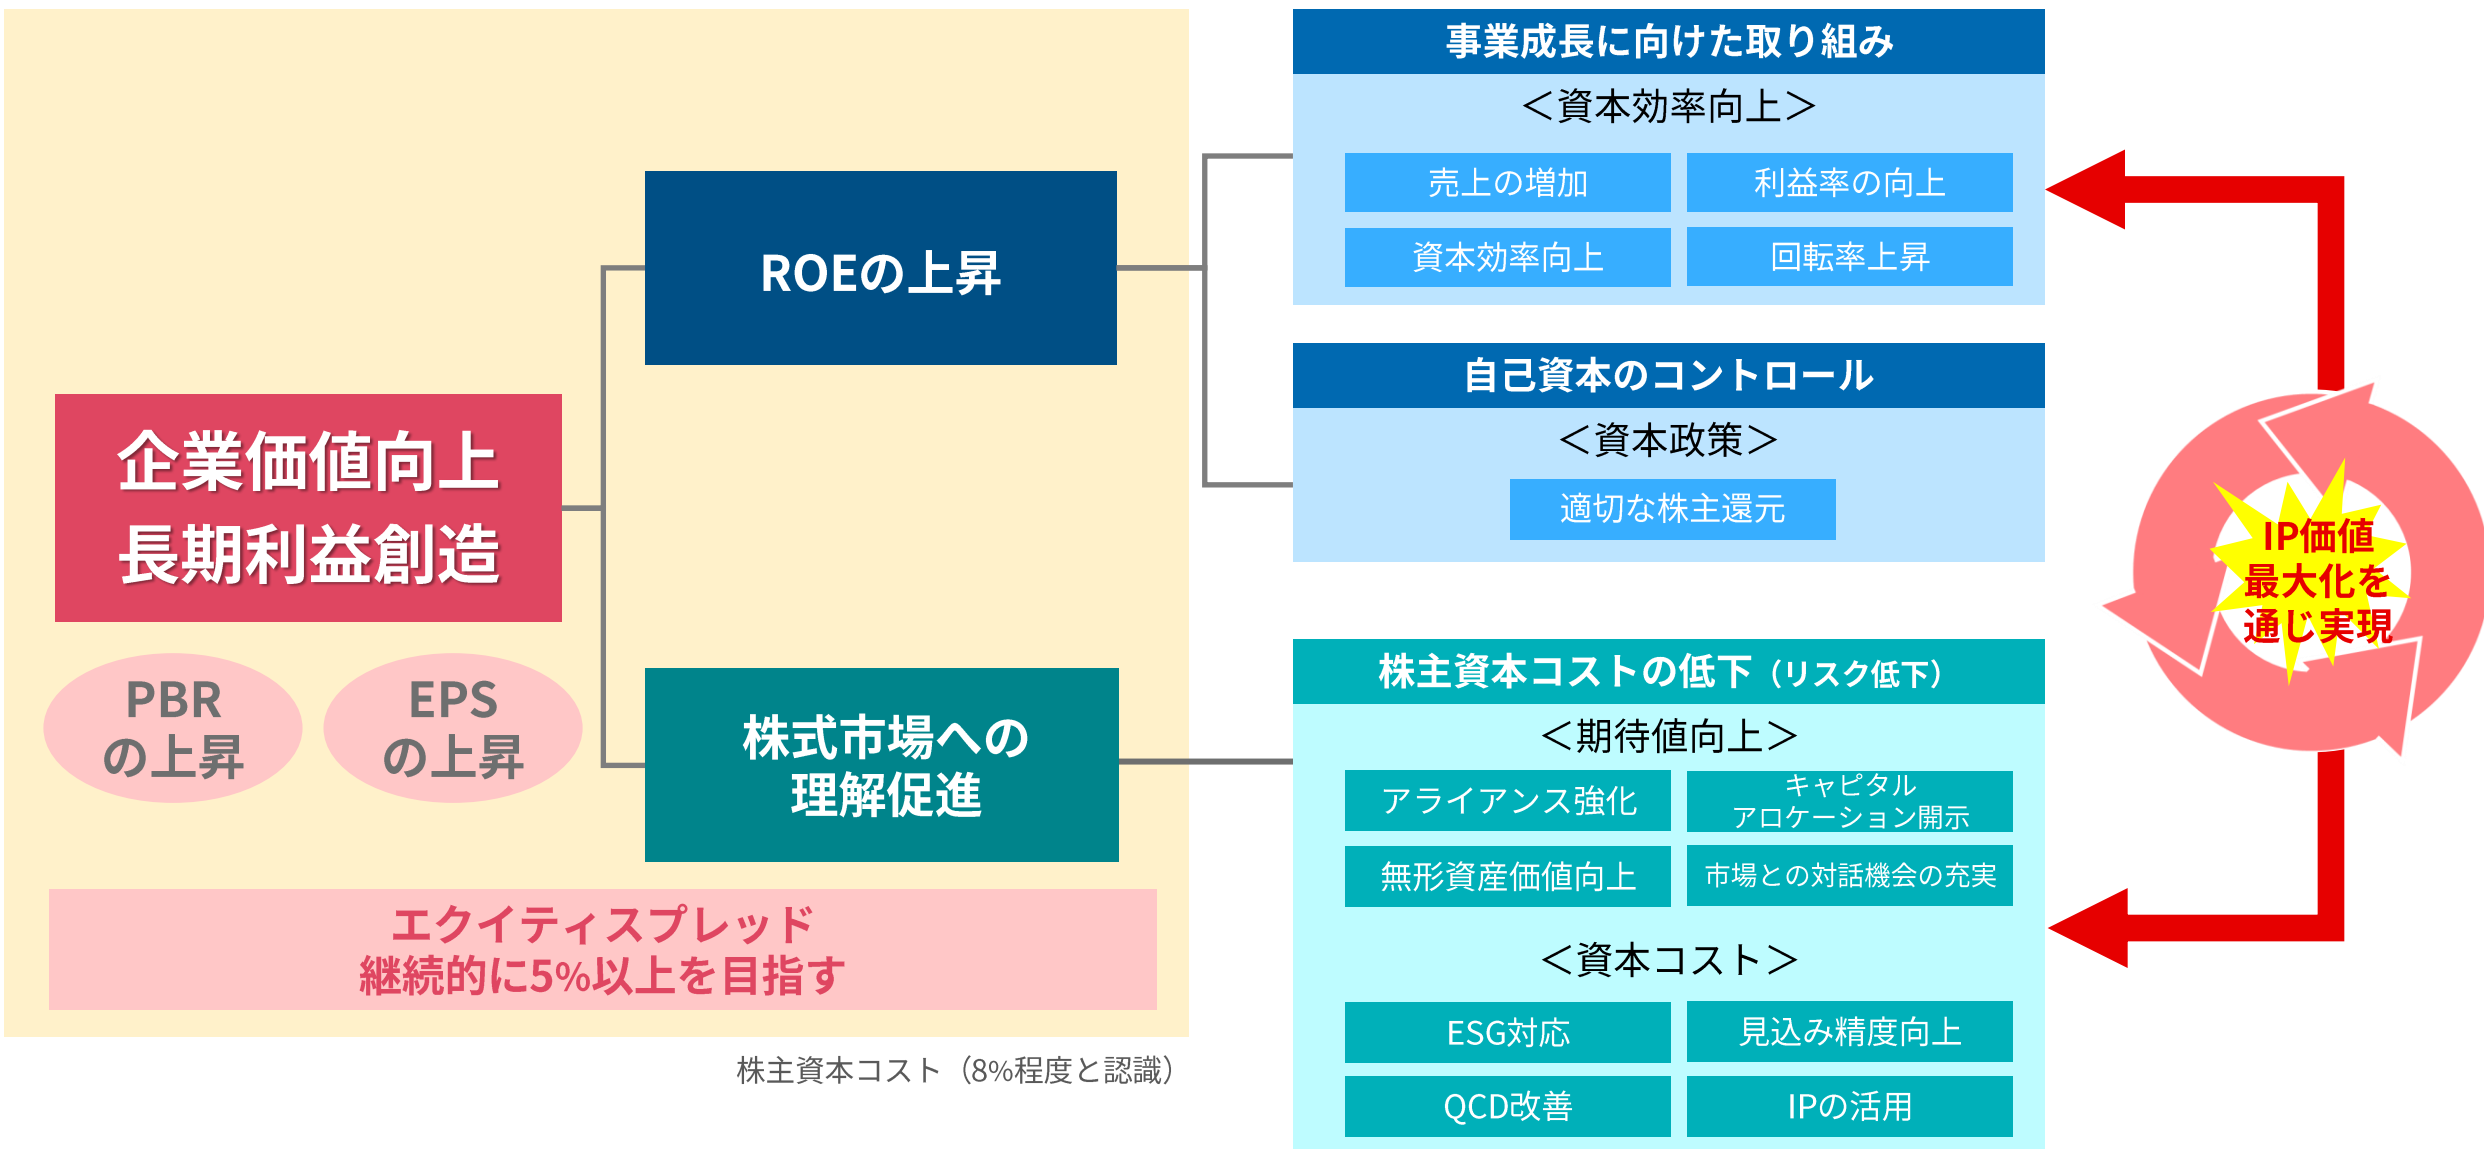 企業価値向上
長期利益創造
PBR
の上昇
EPS
の上昇
ROEの上昇
株式市場への
理解促進
エクイティスプレッド
継続的に5%以上を目指す
株主資本コスト（8%程度と認識）
事業成長に向けた取り組み
＜資本効率向上＞
売上の増加
利益率の向上
資本効率向上
回転率上昇
自己資本のコントロール
＜資本政策＞
適切な株主還元
株主資本コストの低下（リスク低下）
＜期待値向上＞
アライアンス強化
キャピタル
アロケーション開示
無形資産価値向上
市場との対話機会の充実
＜資本コスト＞
ESG対応
見込み精度向上
QCD改善
IPの活用
IP価値
最大化を
通じ実現